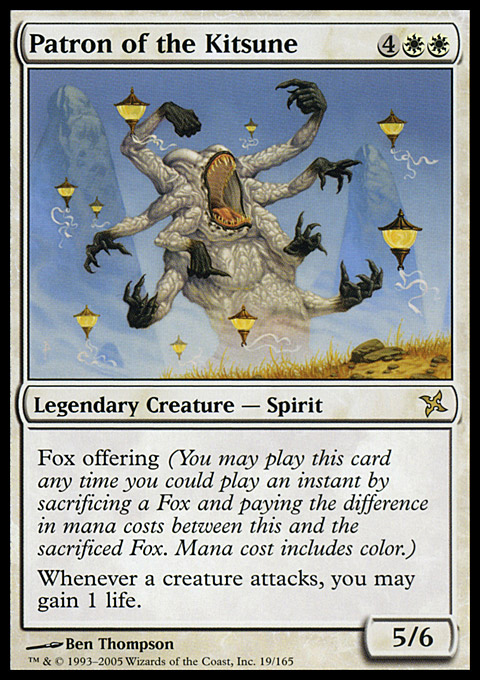 Patron of the Kitsune 4
Legendary Creature — Spirit
Fox offering (You may play this card
any time you could play an instant by
sacrificing a Fox and paying the difference
in mana costs between this and the
sacrificed Fox. Mana cost includes color.)
Whenever a creature attacks, you may
gain 1 life.
Ben Thompson
5/6
™ & © 1993–2005 Wizards of the Coast, Inc. 19/165